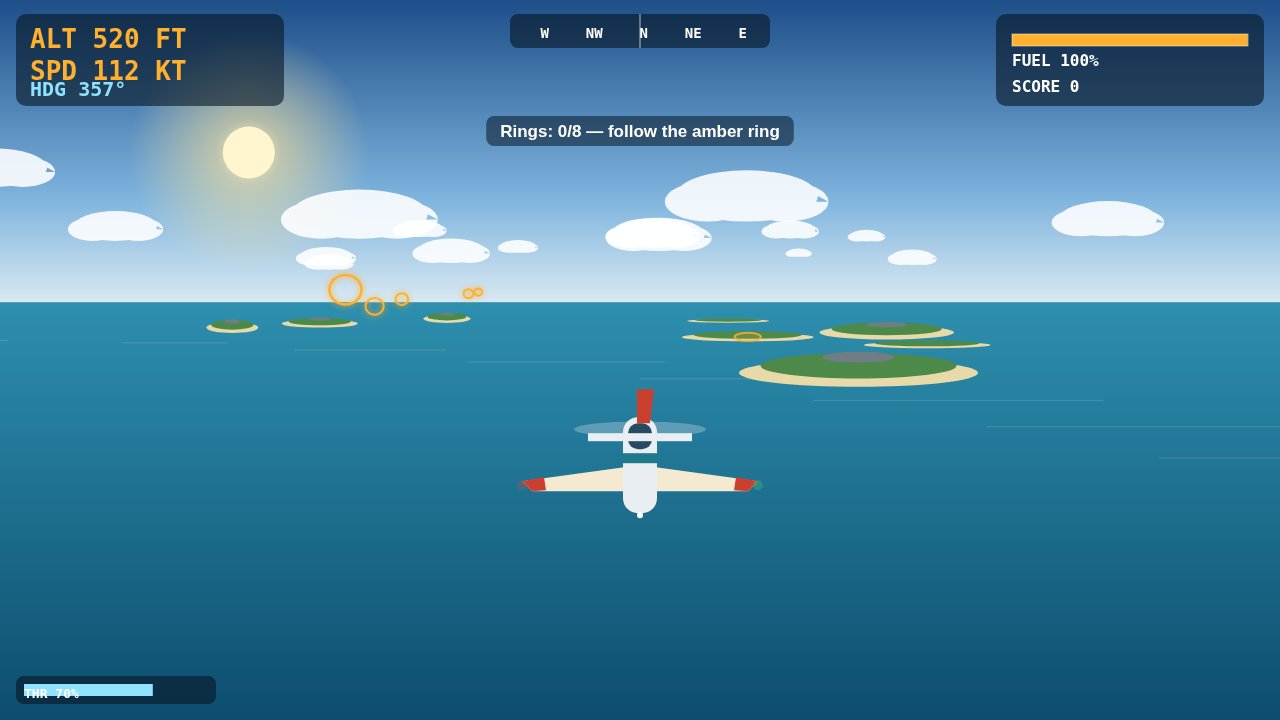 ALT 520 FT
SPD 112 KT
HDG 357°
W NW N NE E
FUEL 100%
SCORE 0
Rings: 0/8 — follow the amber ring
THR 70%